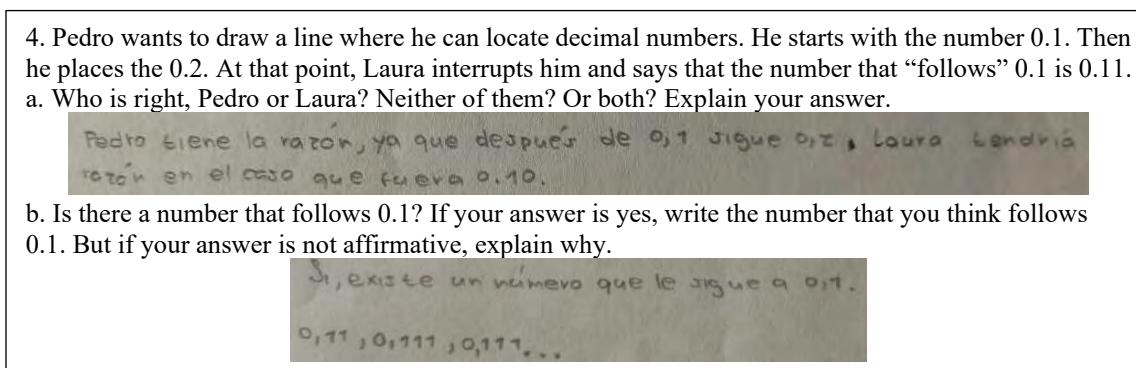 4. Pedro wants to draw a line where he can locate decimal numbers. He starts with the number 0.1. Then
he places the 0.2. At that point, Laura interrupts him and says that the number that “follows” 0.1 is 0.11.
a. Who is right, Pedro or Laura? Neither of them? Or both? Explain your answer.
Pedro tiene la razón, ya que después de 0,1 sigue 0,2, Laura tendría
razón en el caso que fuera 0.10.
b. Is there a number that follows 0.1? If your answer is yes, write the number that you think follows
0.1. But if your answer is not affirmative, explain why.
Si, existe un número que le sigue a 0,1.
0,11 , 0,111 , 0,111...